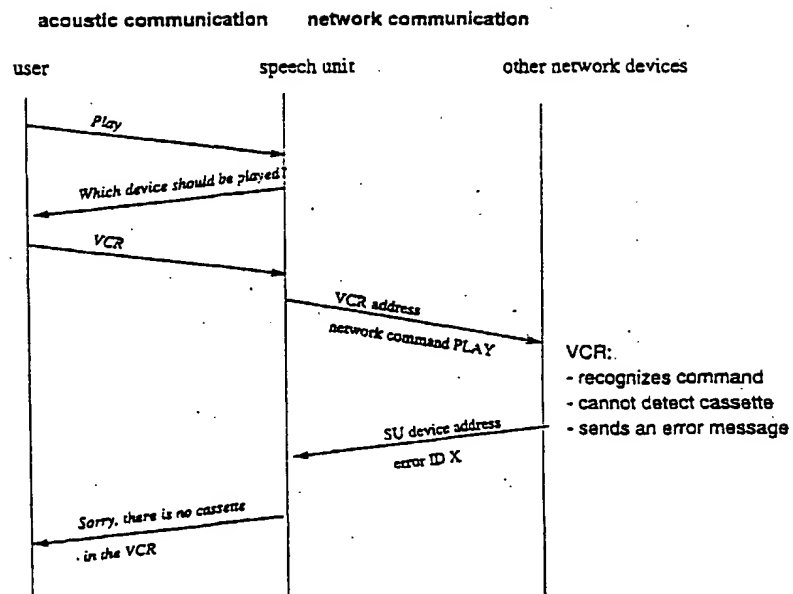 acoustic communication network communication
user speech unit other network devices
Play
Which device should be played?
VCR
VCR address
network command PLAY
VCR:
- recognizes command
- cannot detect cassette
- sends an error message
SU device address
error ID X
Sorry, there is no cassette
in the VCR